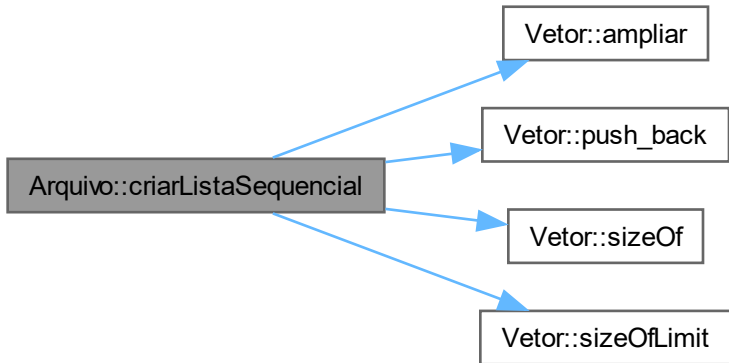 Vetor::ampliar
Vetor::push_back
Arquivo::criarListaSequencial
Vetor::sizeOf
Vetor::sizeOfLimit